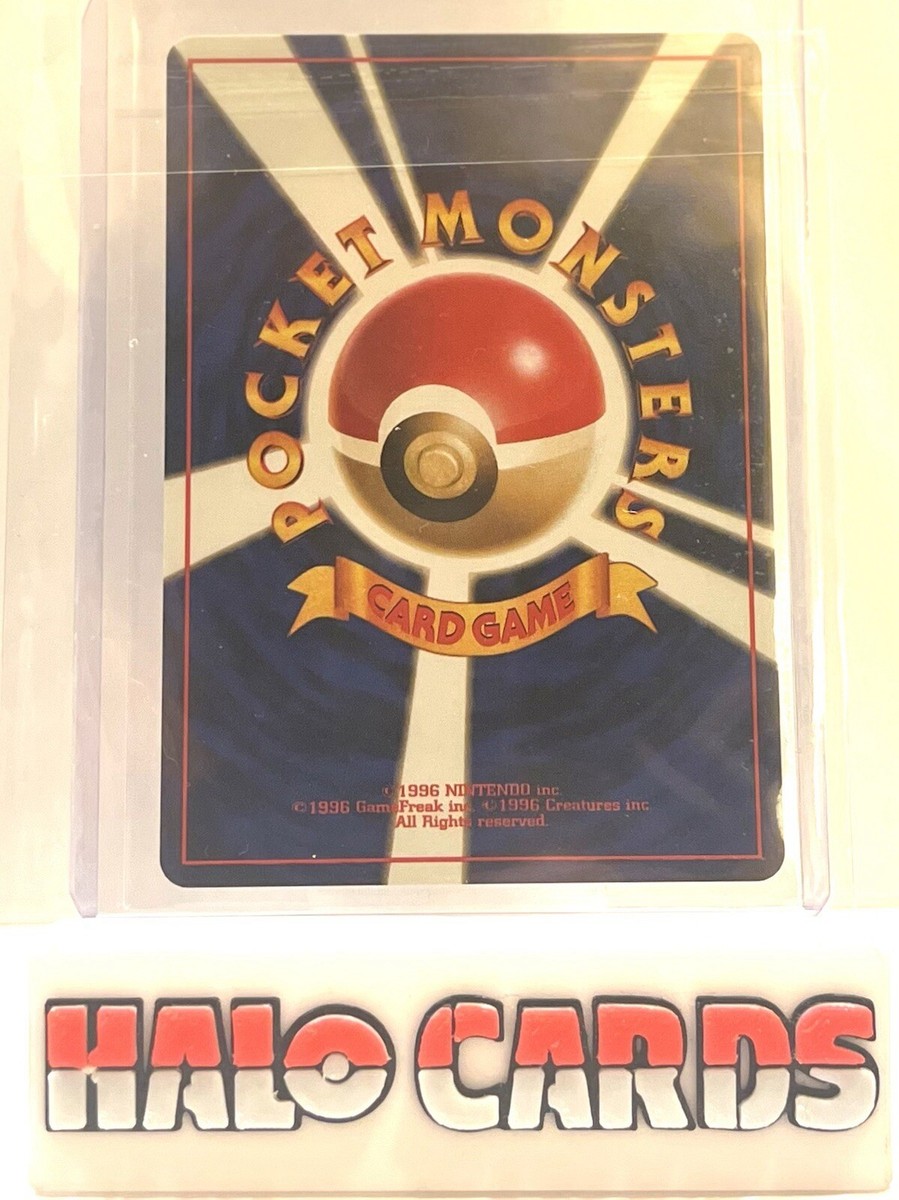 POCKET MONSTERS
CARD GAME
©1996 NINTENDO inc.
©1996 GameFreak inc. ©1996 Creatures inc
All Rights reserved.
HALO CARDS